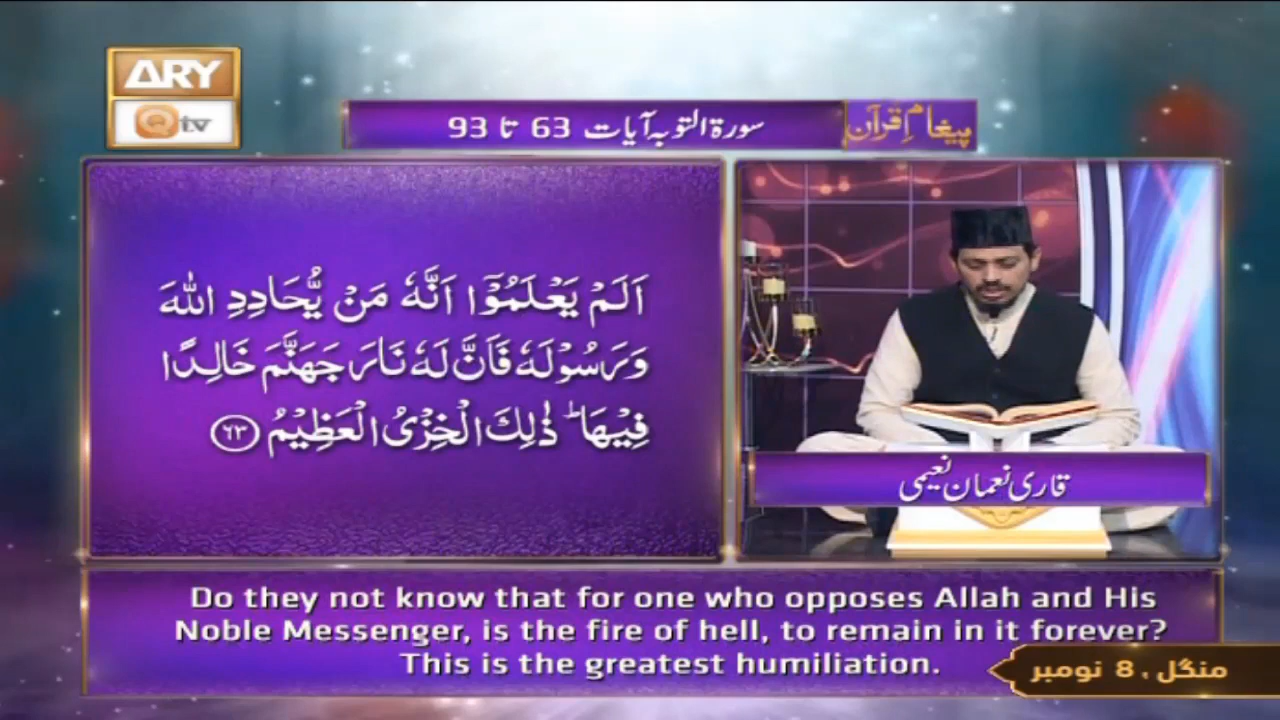 ARY
Qtv
پیغامِ قرآن
سورۃ التوبہ آیات 63 تا 93
اَلَمۡ یَعۡلَمُوۡۤا اَنَّهٗ مَنۡ یُّحَادِدِ اللّٰهَ
وَرَسُوۡلَهٗ فَاَنَّ لَهٗ نَارَ جَهَنَّمَ خَالِدًا
فِیۡهَا ؕ ذٰلِكَ الۡخِزۡیُ الۡعَظِیۡمُ ﴿۶۳﴾
قاری نعمان نعیمی
Do they not know that for one who opposes Allah and His
Noble Messenger, is the fire of hell, to remain in it forever?
This is the greatest humiliation.
منگل، 8 نومبر